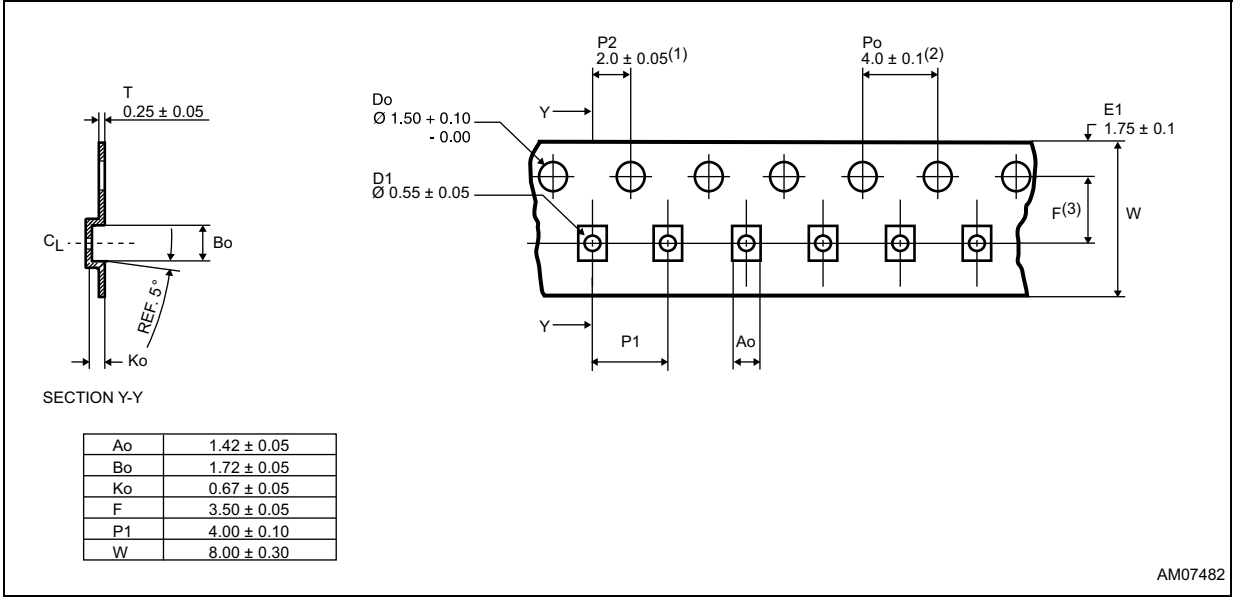 P2
2.0 ± 0.05(1)
Po
4.0 ± 0.1(2)
T
0.25 ± 0.05
Do
Ø 1.50 + 0.10
- 0.00
Y
E1
1.75 ± 0.1
D1
Ø 0.55 ± 0.05
F(3)
W
CL
Bo
REF. 5°
Y
P1
Ao
Ko
SECTION Y-Y
Ao 1.42 ± 0.05
Bo 1.72 ± 0.05
Ko 0.67 ± 0.05
F 3.50 ± 0.05
P1 4.00 ± 0.10
W 8.00 ± 0.30
AM07482